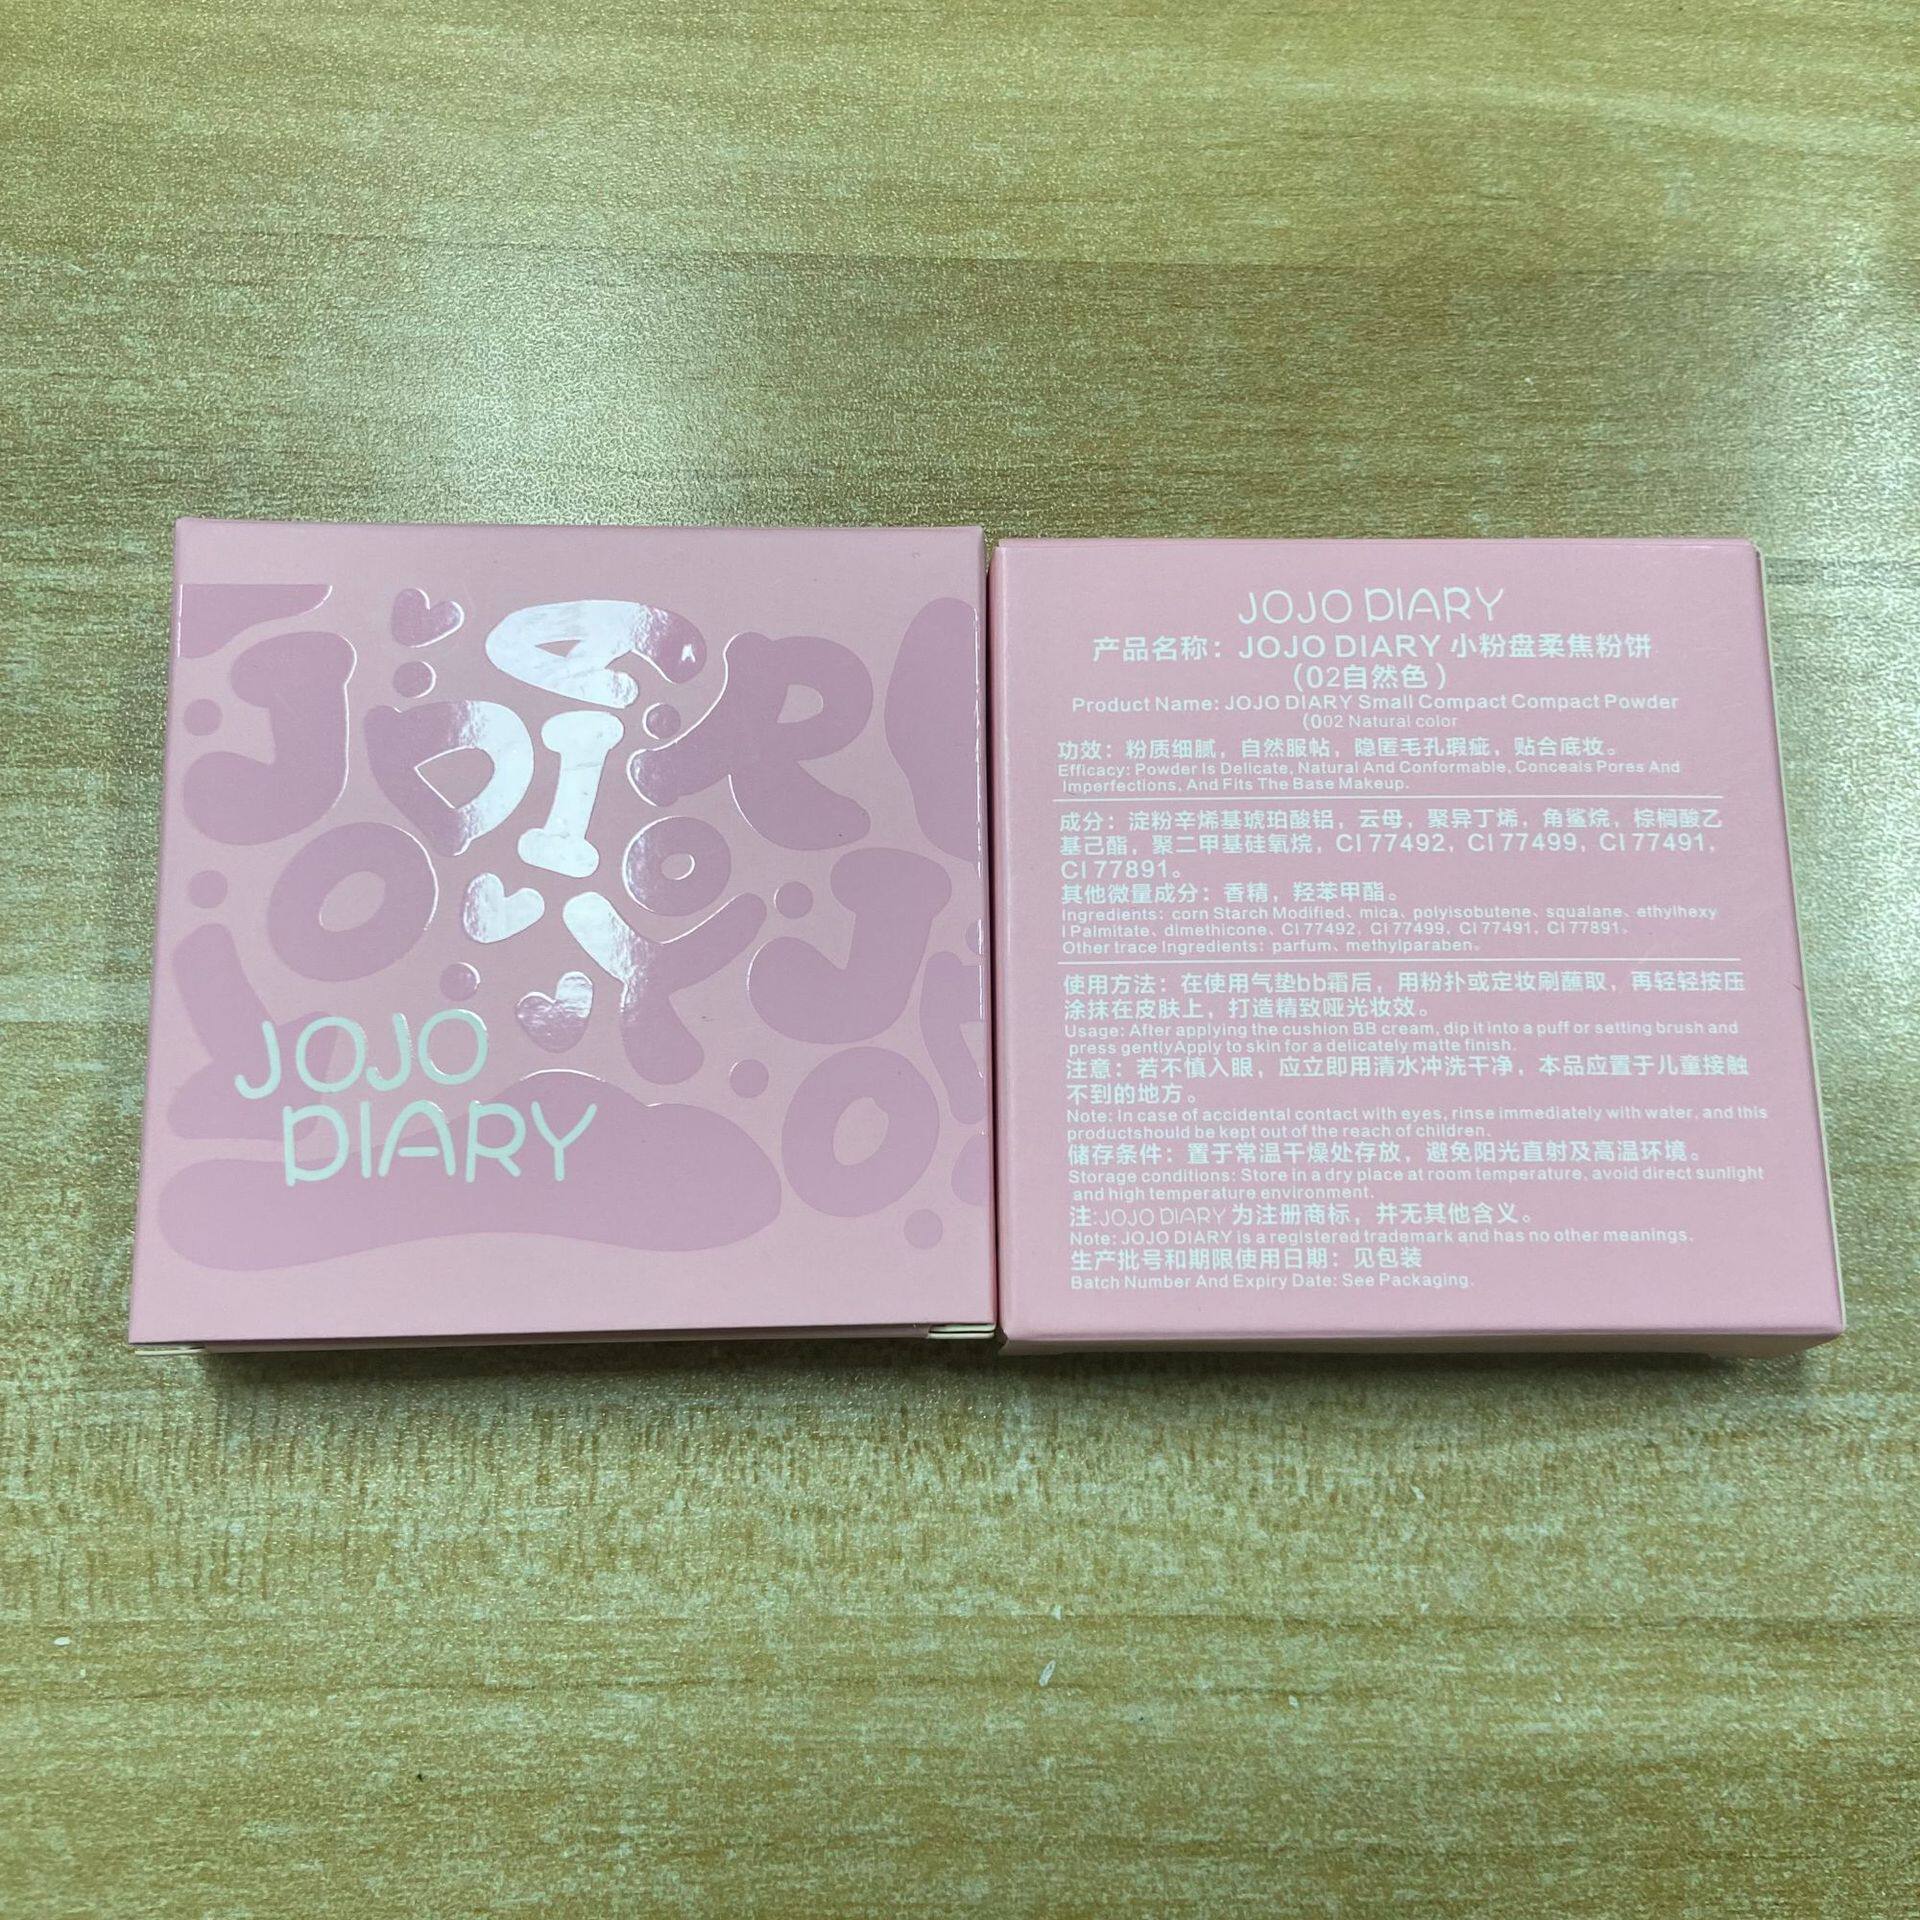 JOJO
DIARY
JOJO DIARY
产品名称：JOJO DIARY 小粉盘柔焦粉饼
（02自然色）
Product Name: JOJO DIARY Small Compact Compact Powder
(002 Natural color
功效：粉质细腻，自然服帖，隐匿毛孔瑕疵，贴合底妆。
Efficacy: Powder Is Delicate, Natural And Conformable, Conceals Pores And
Imperfections, And Fits The Base Makeup.
成分：淀粉辛烯基琥珀酸铝，云母，聚异丁烯，角鲨烷，棕榈酸乙
基己酯，聚二甲基硅氧烷，CI 77492，CI 77499，CI 77491，
CI 77891。
其他微量成分：香精，羟苯甲酯。
Ingredients：corn Starch Modified、mica、polyisobutene、squalane、ethylhexy
l Palmitate、dimethicone、CI 77492、CI 77499、CI 77491、CI 77891、
Other trace Ingredients：parfum、methylparaben。
使用方法：在使用气垫bb霜后，用粉扑或定妆刷蘸取，再轻轻按压
涂抹在皮肤上，打造精致哑光妆效。
Usage: After applying the cushion BB cream, dip it into a puff or setting brush and
press gentlyApply to skin for a delicately matte finish.
注意：若不慎入眼，应立即用清水冲洗干净，本品应置于儿童接触
不到的地方。
Note: In case of accidental contact with eyes, rinse immediately with water, and this
productshould be kept out of the reach of children.
储存条件：置于常温干燥处存放，避免阳光直射及高温环境。
Storage conditions: Store in a dry place at room temperature, avoid direct sunlight
and high temperature environment.
注:JOJO DIARY 为注册商标，并无其他含义。
Note: JOJO DIARY is a registered trademark and has no other meanings.
生产批号和期限使用日期：见包装
Batch Number And Expiry Date: See Packaging.